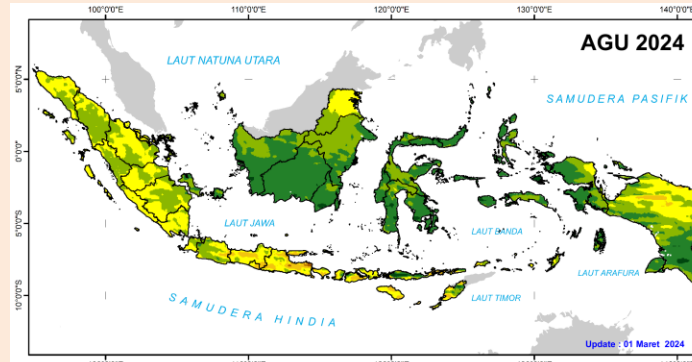 100°0'0"E 110°0'0"E 120°0'0"E 130°0'0"E 140°0'0"E
AGU 2024
LAUT NATUNA UTARA
5°0'0"N
SAMUDERA PASIFIK
0°0'0"
5°0'0"S
LAUT JAWA
LAUT BANDA
LAUT ARAFURA
10°0'0"S
LAUT TIMOR
SAMUDERA HINDIA
Update : 01 Maret 2024